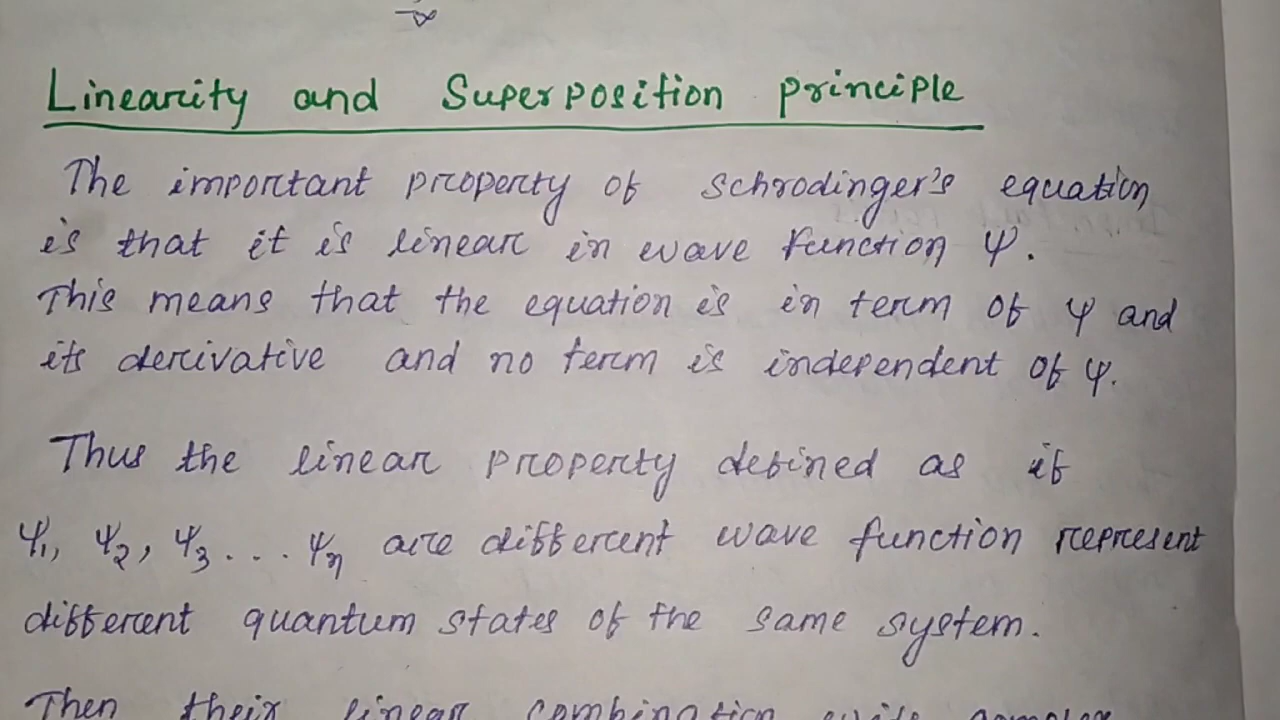 -∞
Linearity and Superposition principle
The important property of Schrodinger's equation
is that it is linear in wave function ψ.
This means that the equation is in term of ψ and
its derivative and no term is independent of ψ.
Thus the linear property defined as if
ψ₁, ψ₂, ψ₃ . . . ψₙ are different wave function represent
different quantum states of the same system.
Then their linear combination with complex